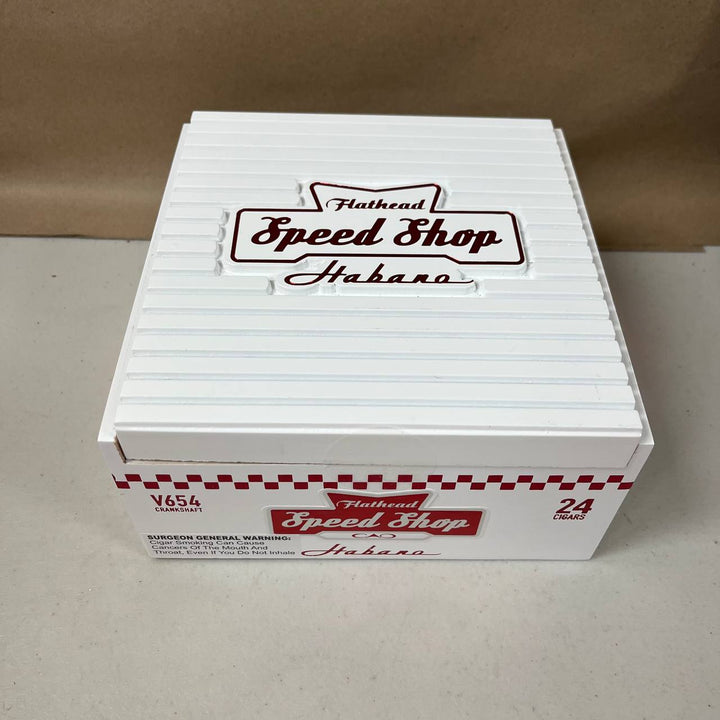 Flathead
Speed Shop
Habano
V654
CRANKSHAFT
Flathead
Speed Shop
CAO
Habano
24
CIGARS
SURGEON GENERAL WARNING:
Cigar Smoking Can Cause
Cancers Of The Mouth And
Throat, Even If You Do Not Inhale